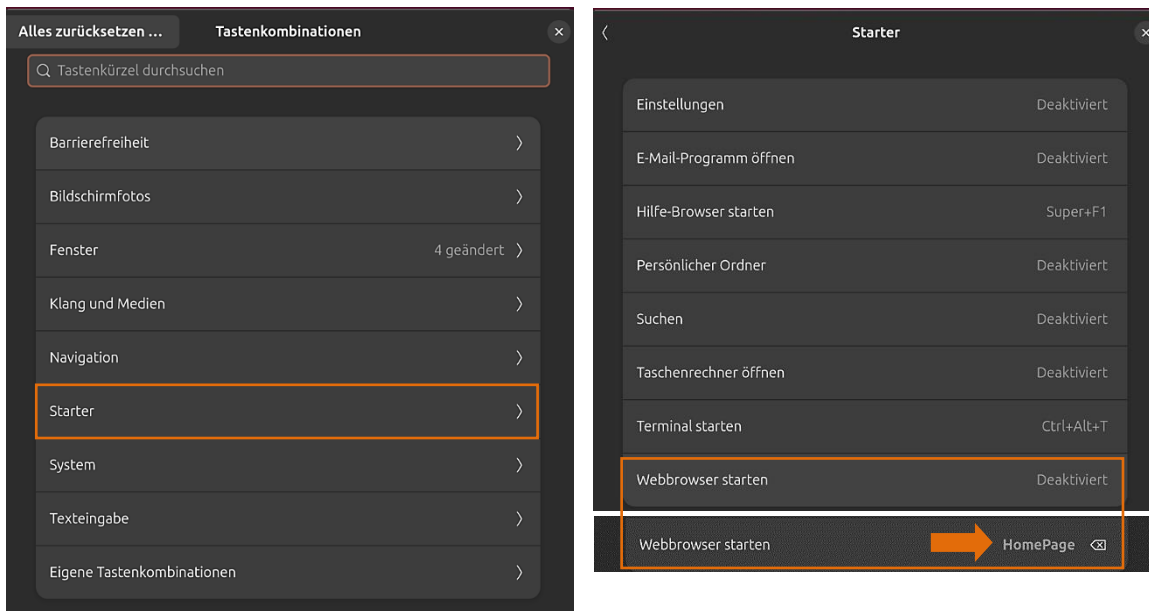 Alles zurücksetzen ... Tastenkombinationen
Tastenkürzel durchsuchen
Barrierefreiheit
Bildschirmfotos
Fenster 4 geändert
Klang und Medien
Navigation
Starter
System
Texteingabe
Eigene Tastenkombinationen
Starter
Einstellungen Deaktiviert
E-Mail-Programm öffnen Deaktiviert
Hilfe-Browser starten Super+F1
Persönlicher Ordner Deaktiviert
Suchen Deaktiviert
Taschenrechner öffnen Deaktiviert
Terminal starten Ctrl+Alt+T
Webbrowser starten Deaktiviert
Webbrowser starten HomePage